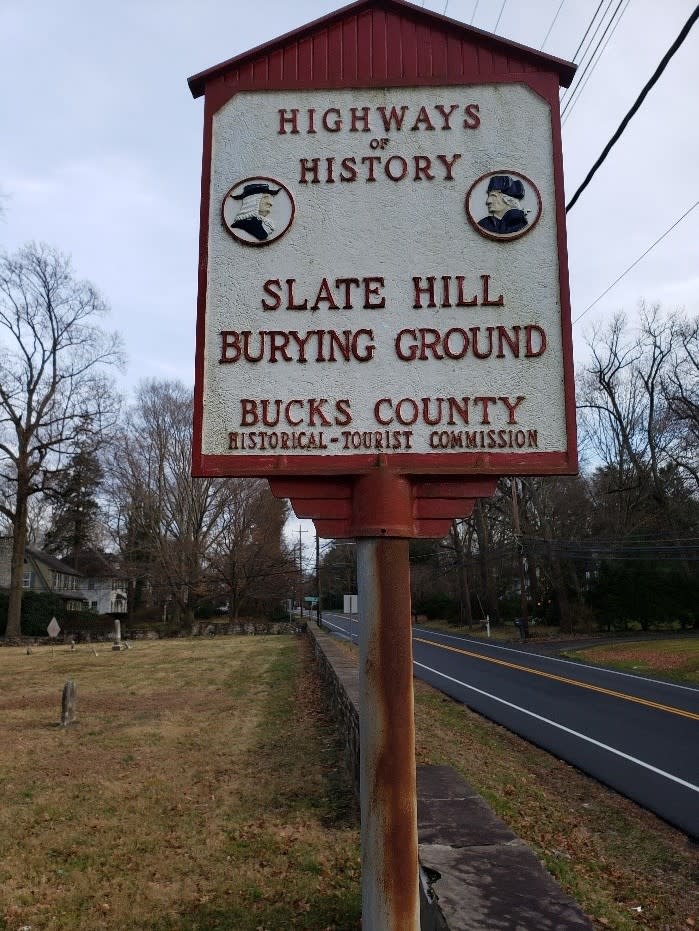 HIGHWAYS
OF
HISTORY
SLATE HILL
BURYING GROUND
BUCKS COUNTY
HISTORICAL-TOURIST COMMISSION